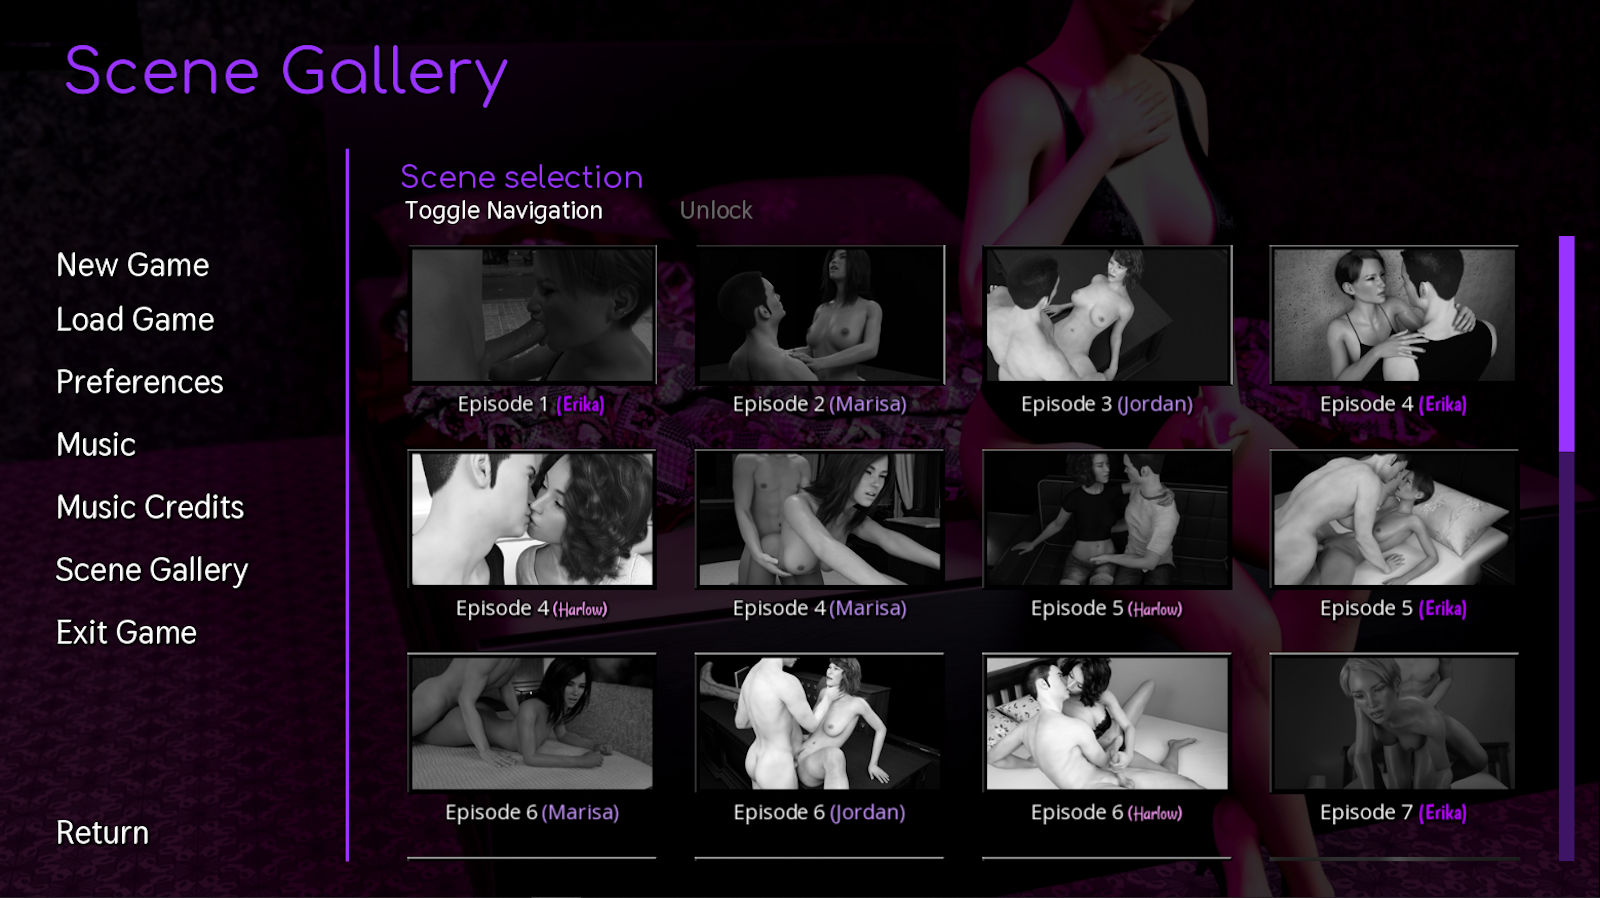 Scene Gallery
Scene selection
Toggle Navigation
Unlock
New Game
Load Game
Preferences
Music
Music Credits
Scene Gallery
Exit Game
Return
Episode 1 (Erika)
Episode 2 (Marisa)
Episode 3 (Jordan)
Episode 4 (Erika)
Episode 4 (Harlow)
Episode 4 (Marisa)
Episode 5 (Harlow)
Episode 5 (Erika)
Episode 6 (Marisa)
Episode 6 (Jordan)
Episode 6 (Harlow)
Episode 7 (Erika)